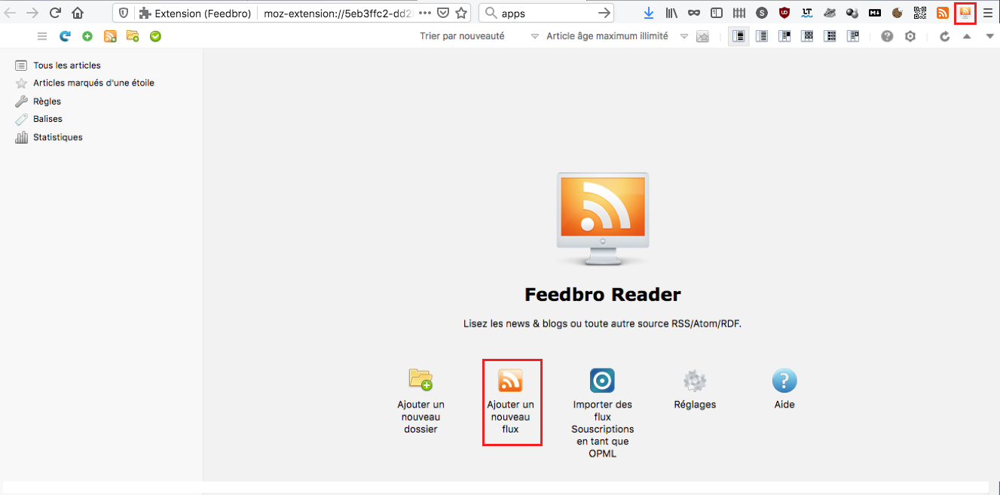 Extension (Feedbro) moz-extension://5eb3ffc2-dd2 apps
S LT M
Trier par nouveauté Article âge maximum illimité
Tous les articles
Articles marqués d'une étoile
Règles
Balises
Statistiques
Feedbro Reader
Lisez les news & blogs ou toute autre source RSS/Atom/RDF.
Ajouter un
nouveau
dossier
Ajouter un
nouveau
flux
Importer des
flux
Souscriptions
en tant que
OPML
Réglages
Aide